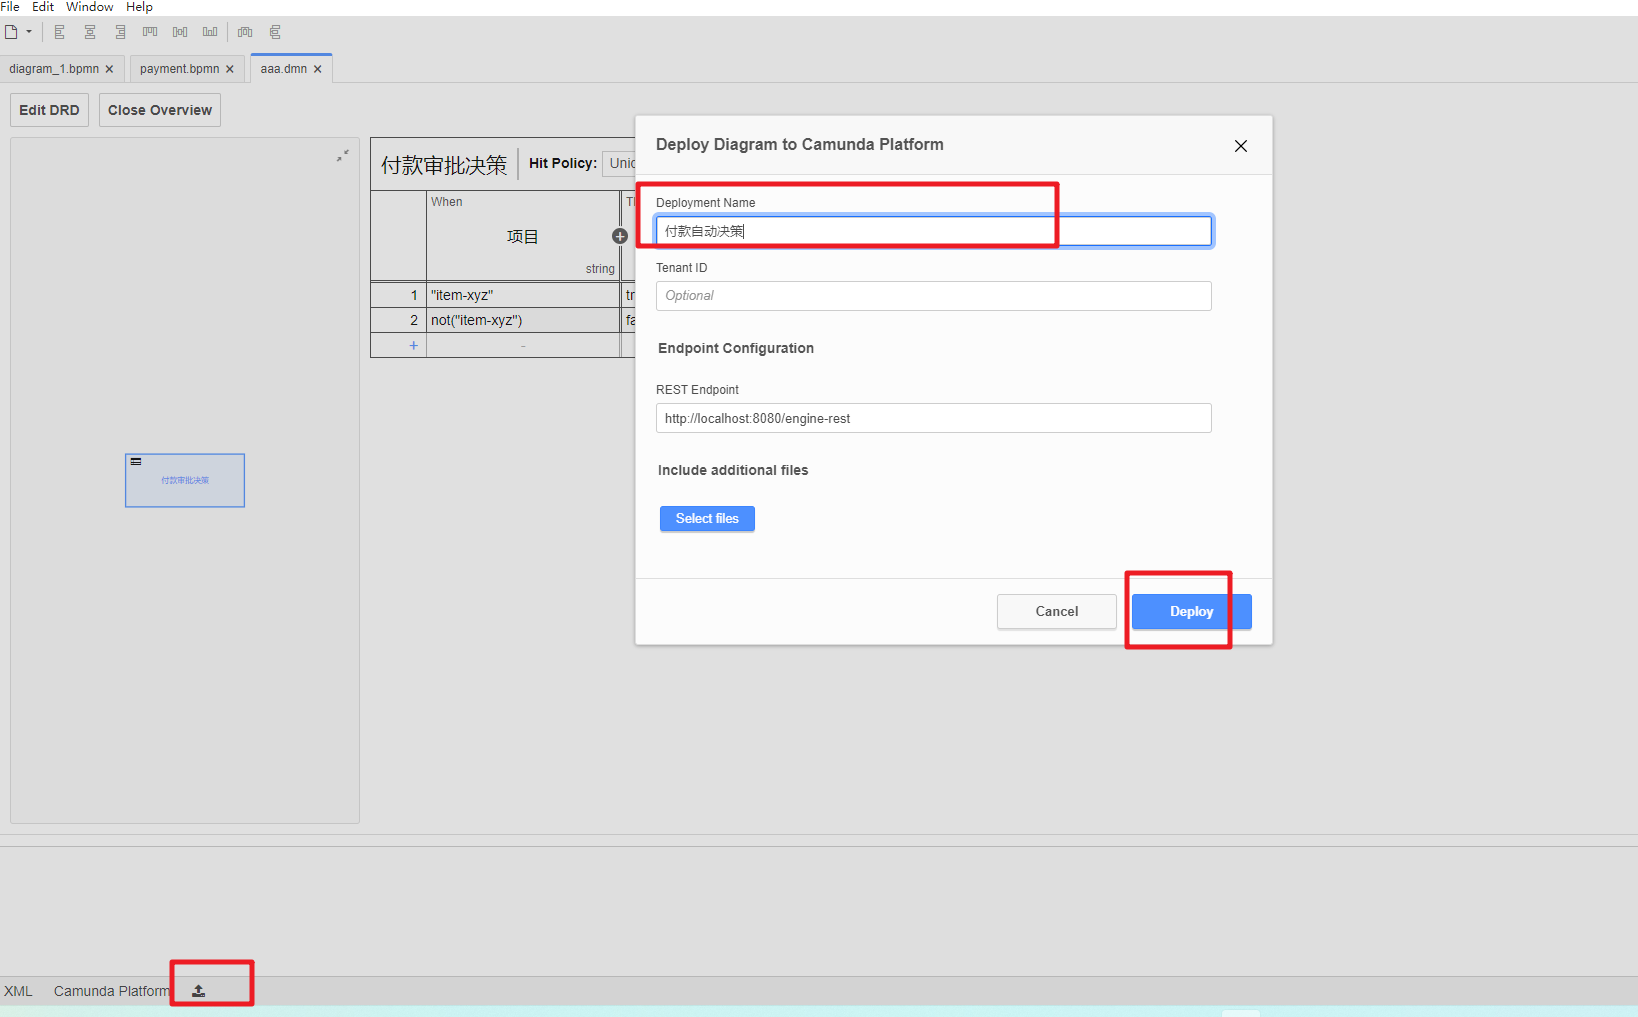 File Edit Window Help
diagram_1.bpmn × payment.bpmn × aaa.dmn ×
Edit DRD Close Overview
付款审批决策 Hit Policy: Unic
When
项目
string
1 "item-xyz" tr
2 not("item-xyz") fa
+ -
付款审批决策
Deploy Diagram to Camunda Platform
Deployment Name
付款自动决策
Tenant ID
Optional
Endpoint Configuration
REST Endpoint
http://localhost:8080/engine-rest
Include additional files
Select files
Cancel Deploy
XML Camunda Platform